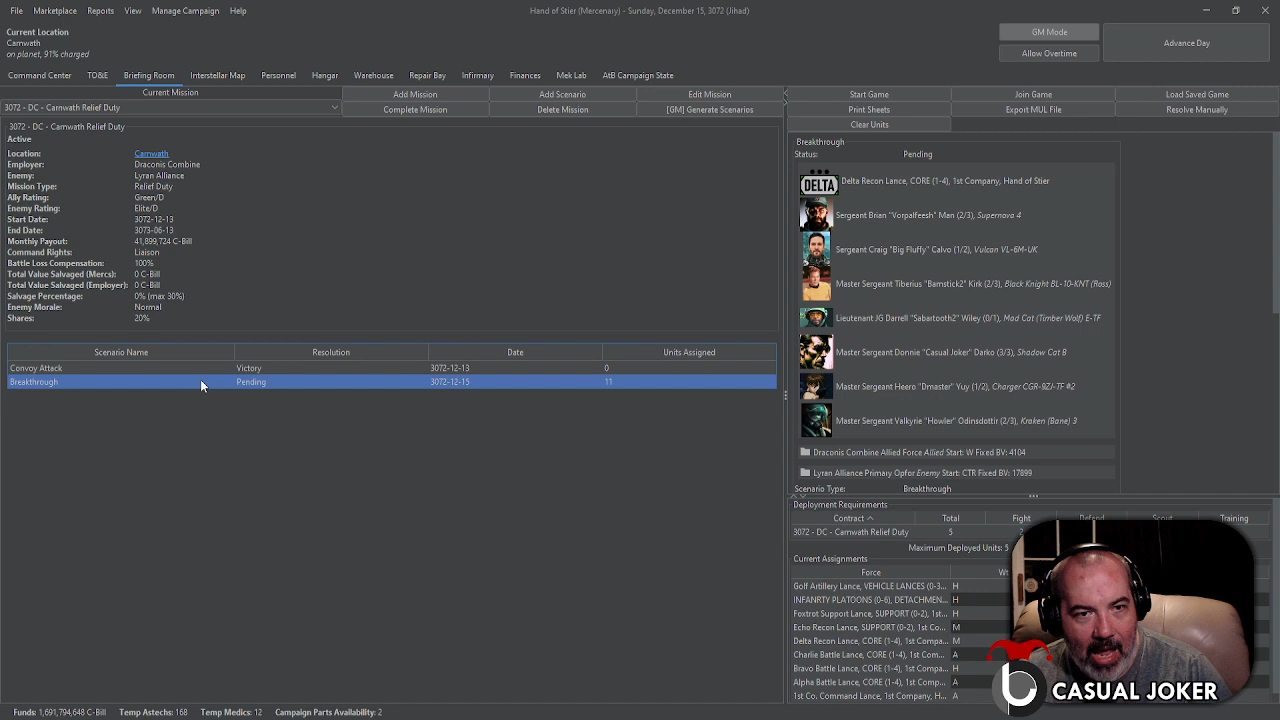 File Marketplace Reports View Manage Campaign Help
Hand of Stier (Mercenary) - Sunday, December 15, 3072 (Jihad)
Current Location
Carnwath
on planet, 91% charged
GM Mode
Allow Overtime
Advance Day
Command Center TO&E Briefing Room Interstellar Map Personnel Hangar Warehouse Repair Bay Infirmary Finances Mek Lab AtB Campaign State
Current Mission
3072 - DC - Carnwath Relief Duty
Add Mission Add Scenario Edit Mission
Complete Mission Delete Mission [GM] Generate Scenarios
3072 - DC - Carnwath Relief Duty
Active
Location: Carnwath
Employer: Draconis Combine
Enemy: Lyran Alliance
Mission Type: Relief Duty
Ally Rating: Green/D
Enemy Rating: Elite/D
Start Date: 3072-12-13
End Date: 3073-06-13
Monthly Payout: 41,899,724 C-Bill
Command Rights: Liaison
Battle Loss Compensation: 100%
Total Value Salvaged (Mercs): 0 C-Bill
Total Value Salvaged (Employer): 0 C-Bill
Salvage Percentage: 0% (max 30%)
Enemy Morale: Normal
Shares: 20%
Scenario Name Resolution Date Units Assigned
Convoy Attack Victory 3072-12-13 0
Breakthrough Pending 3072-12-15 11
Start Game Join Game Load Saved Game
Print Sheets Export MUL File Resolve Manually
Clear Units
Breakthrough
Status: Pending
DELTA
Delta Recon Lance, CORE (1-4), 1st Company, Hand of Stier
Sergeant Brian "Vorpalfeesh" Man (2/3), Supernova 4
Sergeant Craig "Big Fluffy" Calvo (1/2), Vulcan VL-6M-UK
Master Sergeant Tiberius "Bamstick2" Kirk (2/3), Black Knight BL-10-KNT (Ross)
Lieutenant JG Darrell "Sabartooth2" Wiley (0/1), Mad Cat (Timber Wolf) E-TF
Master Sergeant Donnie "Casual Joker" Darko (3/3), Shadow Cat B
Master Sergeant Heero "Dmaster" Yuy (1/2), Charger CGR-9ZJ-TF #2
Master Sergeant Valkyrie "Howler" Odinsdottir (2/3), Kraken (Bane) 3
Draconis Combine Allied Force Allied Start: W Fixed BV: 4104
Lyran Alliance Primary Opfor Enemy Start: CTR Fixed BV: 17899
Scenario Type: Breakthrough
Deployment Requirements
Contract Total Fight Defend Scout Training
3072 - DC - Carnwath Relief Duty 5
Maximum Deployed Units: 5
Current Assignments
Force
Golf Artillery Lance, VEHICLE LANCES (0-3... H
INFANRTY PLATOONS (0-6), DETACHMEN... H
Foxtrot Support Lance, SUPPORT (0-2), 1st... H
Echo Recon Lance, SUPPORT (0-2), 1st Co... M
Delta Recon Lance, CORE (1-4), 1st Compa... M
Charlie Battle Lance, CORE (1-4), 1st Com... A
Bravo Battle Lance, CORE (1-4), 1st Comp... H
Alpha Battle Lance, CORE (1-4), 1st Comp... A
1st Co. Command Lance, 1st Company, H... A
CASUAL JOKER
Funds: 1,691,794,648 C-Bill Temp Astechs: 168 Temp Medics: 12 Campaign Parts Availability: 2